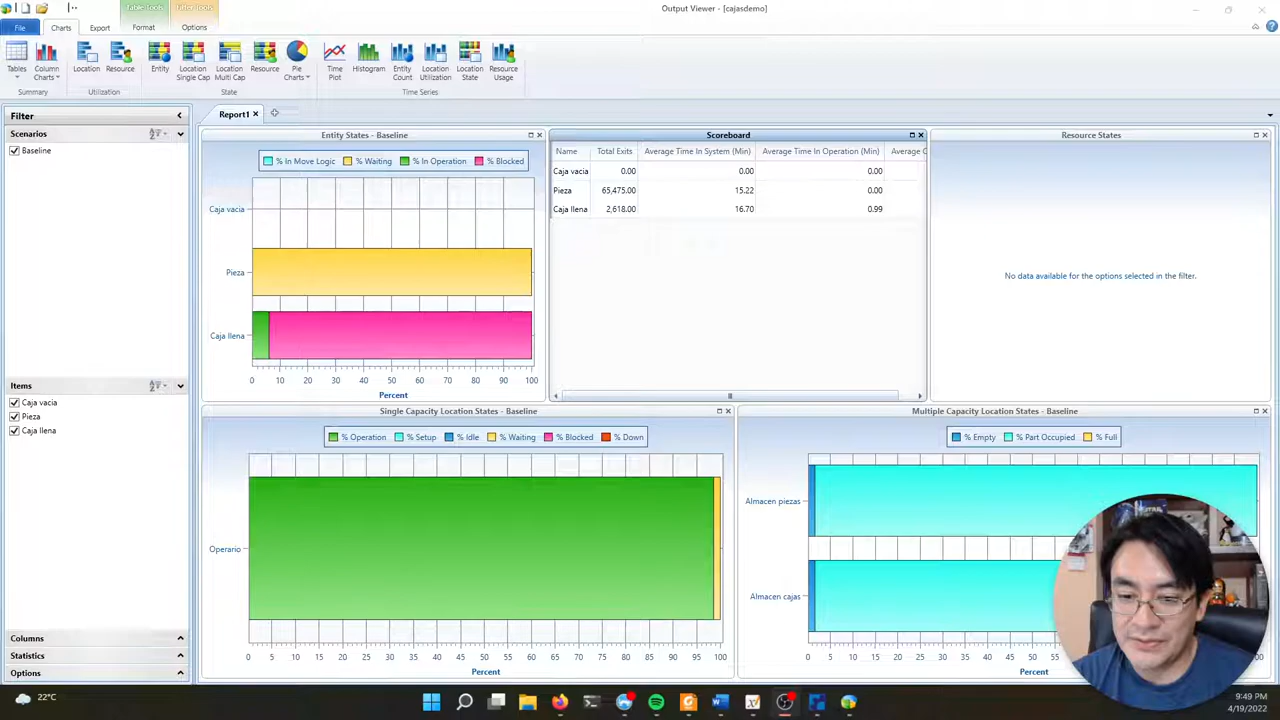 Table Tools
Filter Tools
Output Viewer - [cajasdemo]
File
Charts
Export
Format
Options
Tables
Column Charts
Location
Resource
Entity
Location Single Cap
Location Multi Cap
Resource
Pie Charts
Time Plot
Histogram
Entity Count
Location Utilization
Location State
Resource Usage
Summary
Utilization
State
Time Series
Filter
Scenarios
Baseline
Items
Caja vacia
Pieza
Caja llena
Columns
Statistics
Options
Report1
Entity States - Baseline
% In Move Logic % Waiting % In Operation % Blocked
Caja vacia
Pieza
Caja llena
0 10 20 30 40 50 60 70 80 90 100
Percent
Scoreboard
Name Total Exits Average Time In System (Min) Average Time In Operation (Min) Average
Caja vacia 0.00 0.00 0.00
Pieza 65,475.00 15.22 0.00
Caja llena 2,618.00 16.70 0.99
Resource States
No data available for the options selected in the filter.
Single Capacity Location States - Baseline
% Operation % Setup % Idle % Waiting % Blocked % Down
Operario
0 5 10 15 20 25 30 35 40 45 50 55 60 65 70 75 80 85 90 95 100
Percent
Multiple Capacity Location States - Baseline
% Empty % Part Occupied % Full
Almacen piezas
Almacen cajas
0 5 10 15 20 25 30 35 40 45 50 55
Percent
22°C
9:49 PM
4/19/2022